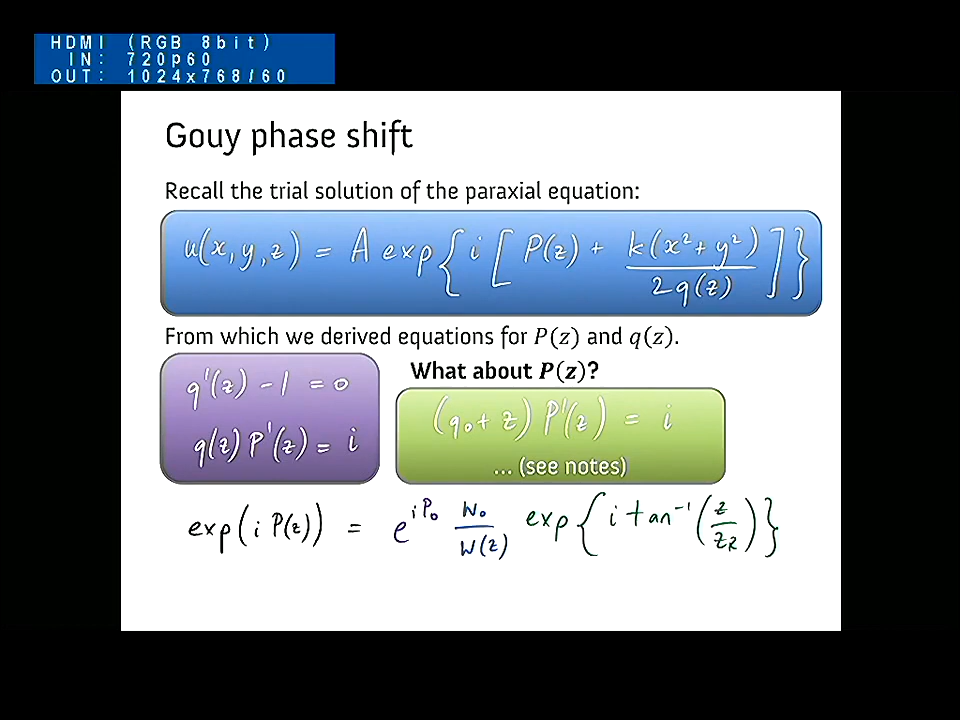 HDMI (RGB 8bit)
IN: 720p60
OUT: 1024x768/60
Gouy phase shift
Recall the trial solution of the paraxial equation:
u(x,y,z) = A exp{i[P(z) + k(x²+y²)/2q(z)]}
From which we derived equations for P(z) and q(z).
q'(z) - 1 = 0
q(z) P'(z) = i
What about P(z)?
(q₀ + z) P'(z) = i
... (see notes)
exp(i P(z)) = e^{iP₀} W₀/W(z) exp{i tan⁻¹(z/z_R)}